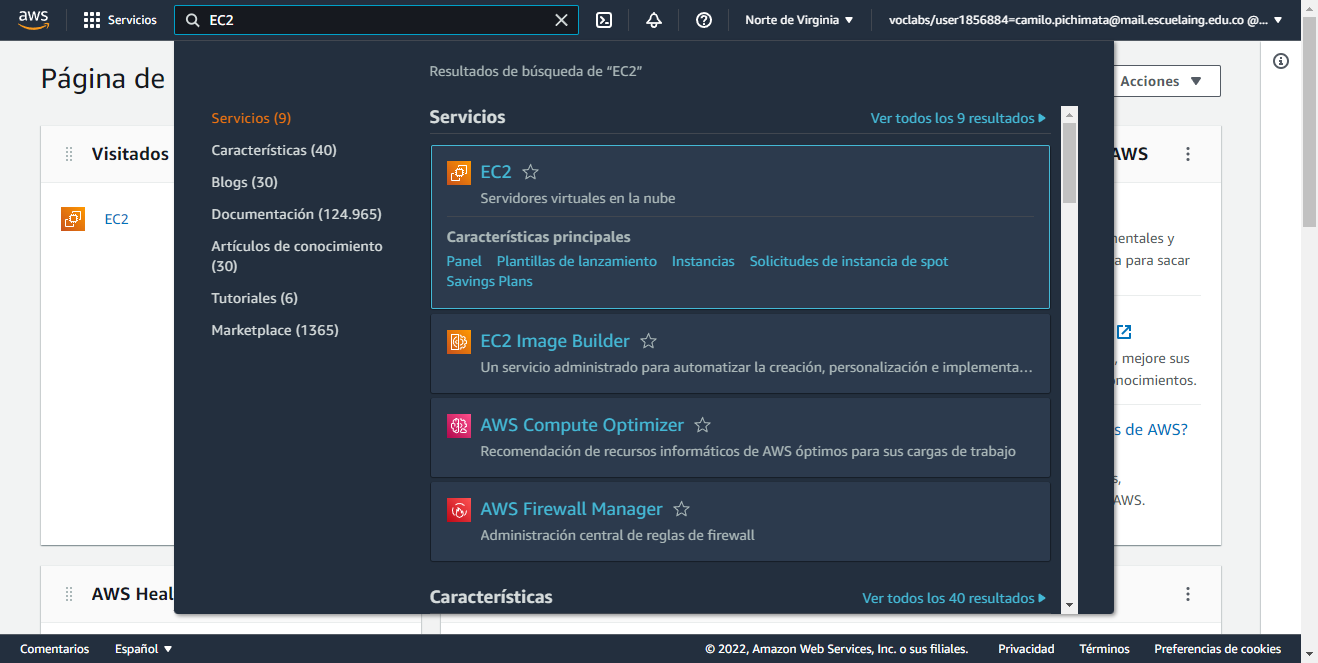 aws
Servicios
EC2
Norte de Virginia
voclabs/user1856884=camilo.pichimata@mail.escuelaing.edu.co @...
Página de
Acciones
Resultados de búsqueda de “EC2”
Servicios (9)
Características (40)
Blogs (30)
Documentación (124.965)
Artículos de conocimiento
(30)
Tutoriales (6)
Marketplace (1365)
Servicios
Ver todos los 9 resultados
EC2
Servidores virtuales en la nube
Características principales
Panel Plantillas de lanzamiento Instancias Solicitudes de instancia de spot
Savings Plans
EC2 Image Builder
Un servicio administrado para automatizar la creación, personalización e implementa...
AWS Compute Optimizer
Recomendación de recursos informáticos de AWS óptimos para sus cargas de trabajo
AWS Firewall Manager
Administración central de reglas de firewall
Características
Ver todos los 40 resultados
Visitados
EC2
AWS Heal
AWS
mentales y
a para sacar
, mejore sus
nocimientos.
s de AWS?
s,
AWS.
Comentarios
Español
© 2022, Amazon Web Services, Inc. o sus filiales.
Privacidad
Términos
Preferencias de cookies